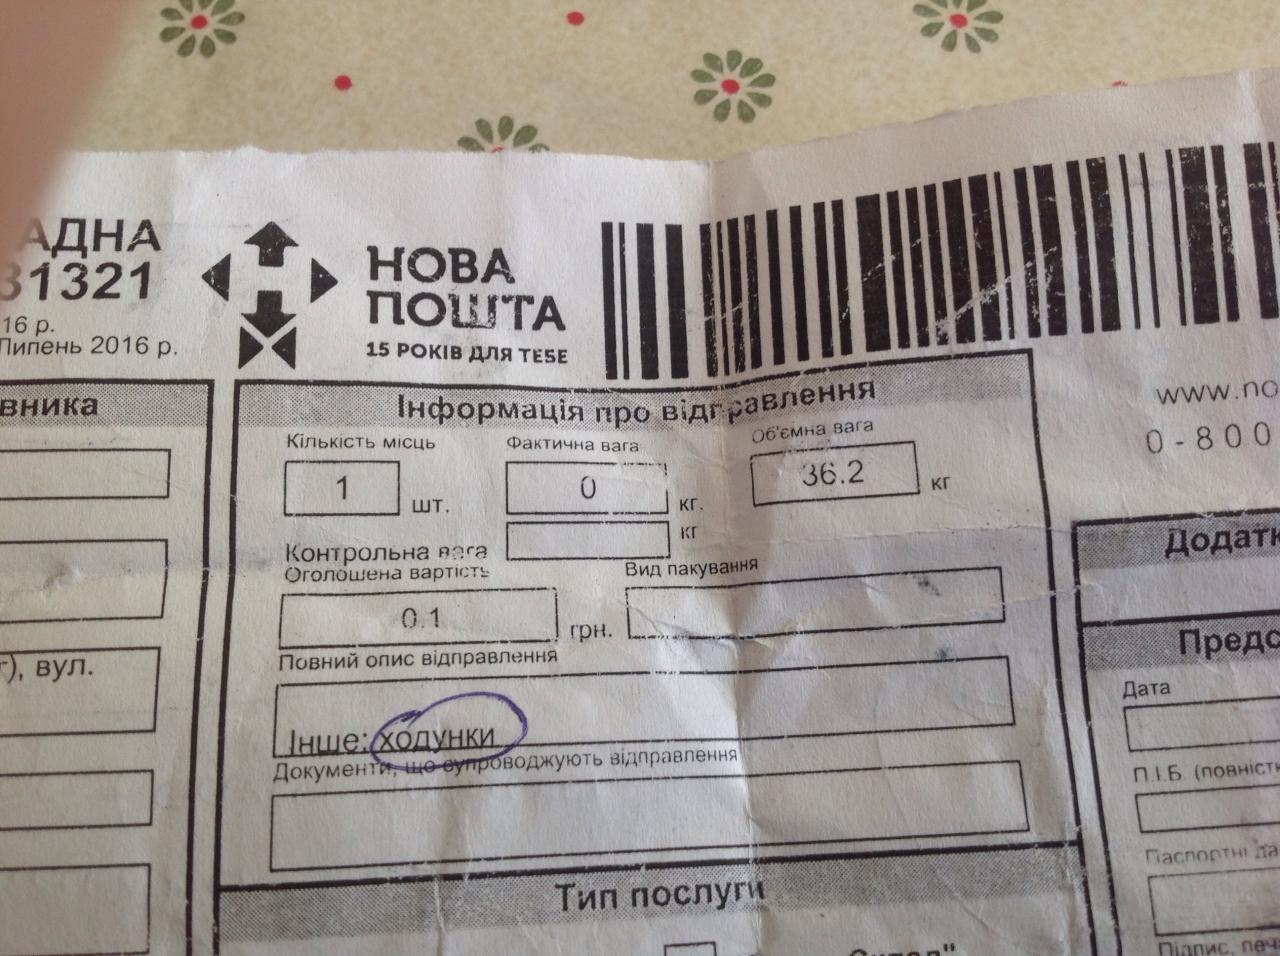 АДНА
31321
16 р.
Липень 2016 р.
НОВА
ПОШТА
15 РОКІВ ДЛЯ ТЕБЕ
www.no
0-800
вника
Інформація про відправлення
Кількість місць
Фактична вага
Об'ємна вага
1 шт.
0 кг.
36.2 кг
кг
Контрольна вага
Оголошена вартість
Вид пакування
0.1 грн.
Повний опис відправлення
Інше: ходунки
Документи, що супроводжують відправлення
Тип послуги
Склад"
), вул.
Додатк
Предс
Дата
П.І.Б. (повніст
Паспортні да
Підпис, печ